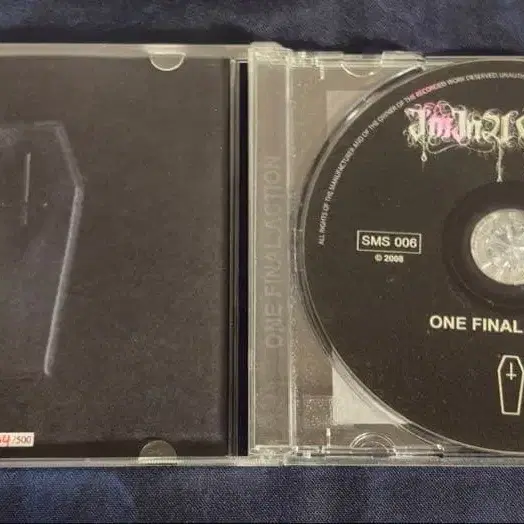 ALL RIGHTS OF THE MANUFACTURER AND OF THE OWNER OF THE RECORDED WORK RESERVED.
SMS 006
© 2008
ONE FINAL
ONE FINAL ACTION
4/500